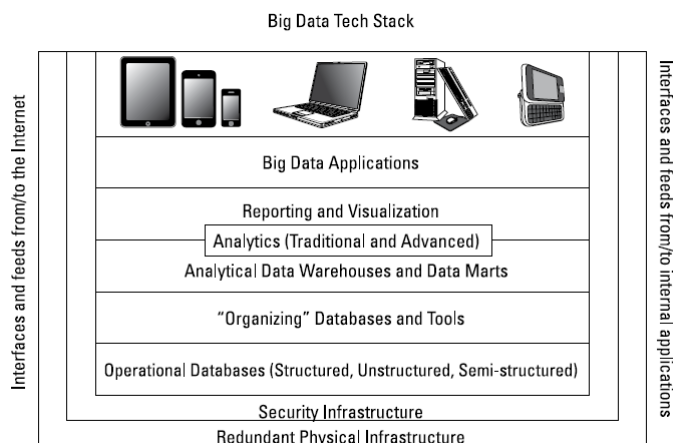 Big Data Tech Stack
Interfaces and feeds from/to the Internet
Interfaces and feeds from/to internal applications
Big Data Applications
Reporting and Visualization
Analytics (Traditional and Advanced)
Analytical Data Warehouses and Data Marts
“Organizing” Databases and Tools
Operational Databases (Structured, Unstructured, Semi-structured)
Security Infrastructure
Redundant Physical Infrastructure